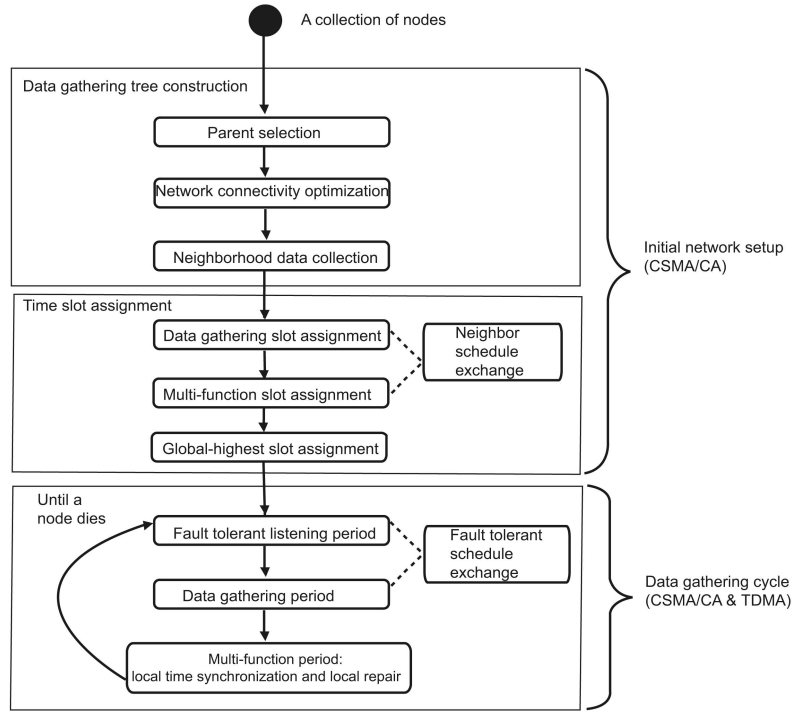 A collection of nodes
Data gathering tree construction
Parent selection
Network connectivity optimization
Neighborhood data collection
Initial network setup
(CSMA/CA)
Time slot assignment
Data gathering slot assignment
Neighbor
schedule
exchange
Multi-function slot assignment
Global-highest slot assignment
Until a
node dies
Fault tolerant listening period
Fault tolerant
schedule
exchange
Data gathering period
Data gathering cycle
(CSMA/CA & TDMA)
Multi-function period:
local time synchronization and local repair